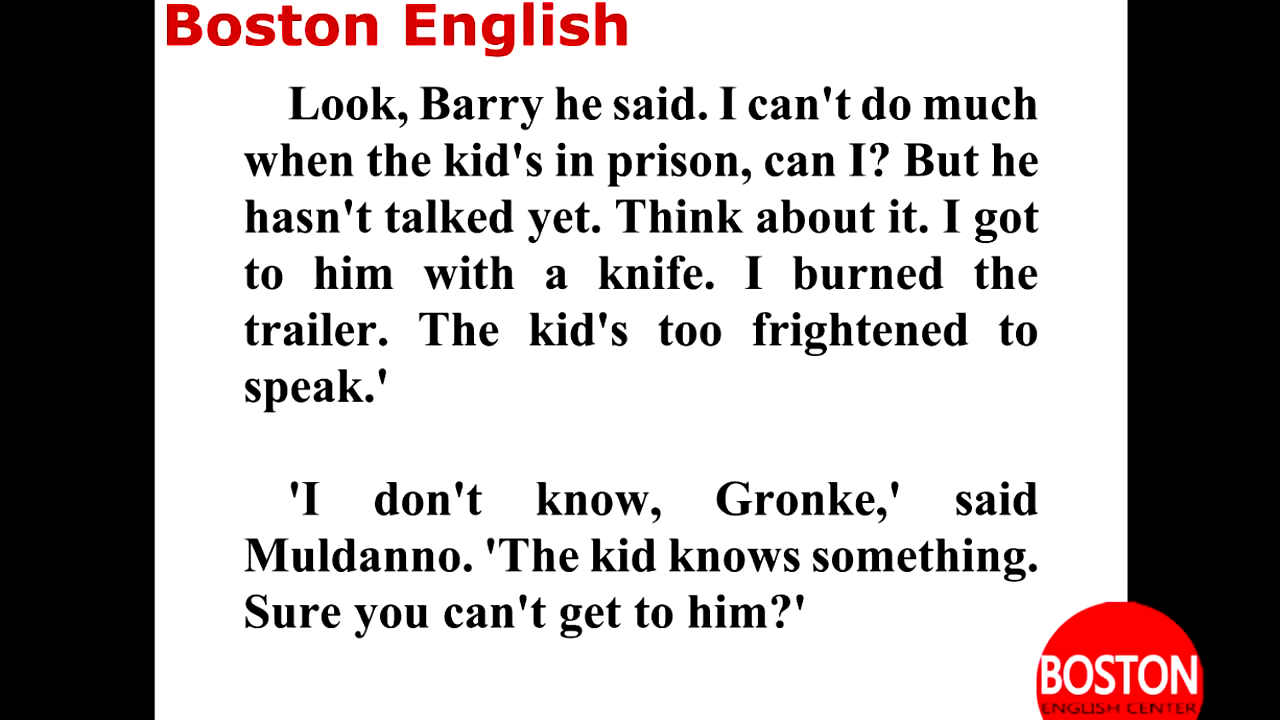 Boston English
Look, Barry he said. I can't do much
when the kid's in prison, can I? But he
hasn't talked yet. Think about it. I got
to him with a knife. I burned the
trailer. The kid's too frightened to
speak.'
'I don't know, Gronke,' said
Muldanno. 'The kid knows something.
Sure you can't get to him?'
BOSTON
ENGLISH CENTER